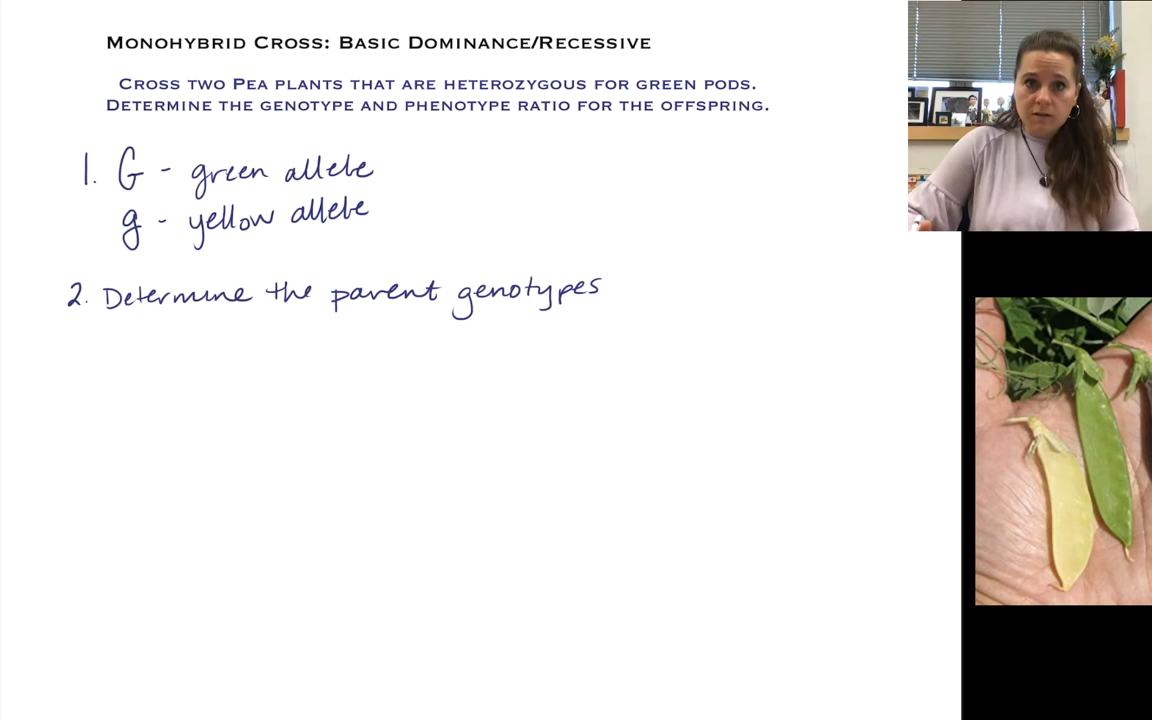 Monohybrid Cross: Basic Dominance/Recessive
Cross two Pea plants that are heterozygous for green pods.
Determine the genotype and phenotype ratio for the offspring.
1. G - green allele
g - yellow allele
2. Determine the parent genotypes